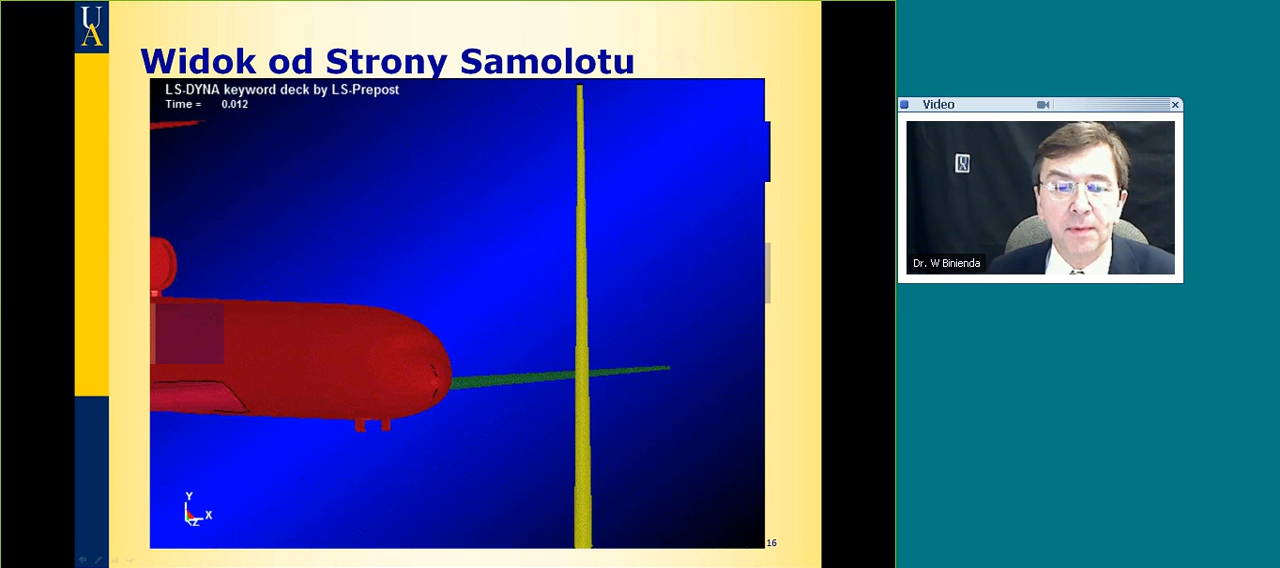 UA
Widok od Strony Samolotu
LS-DYNA keyword deck by LS-Prepost
Time = 0.012
Y
X
Z
16
Video
UA
Dr. W Binienda